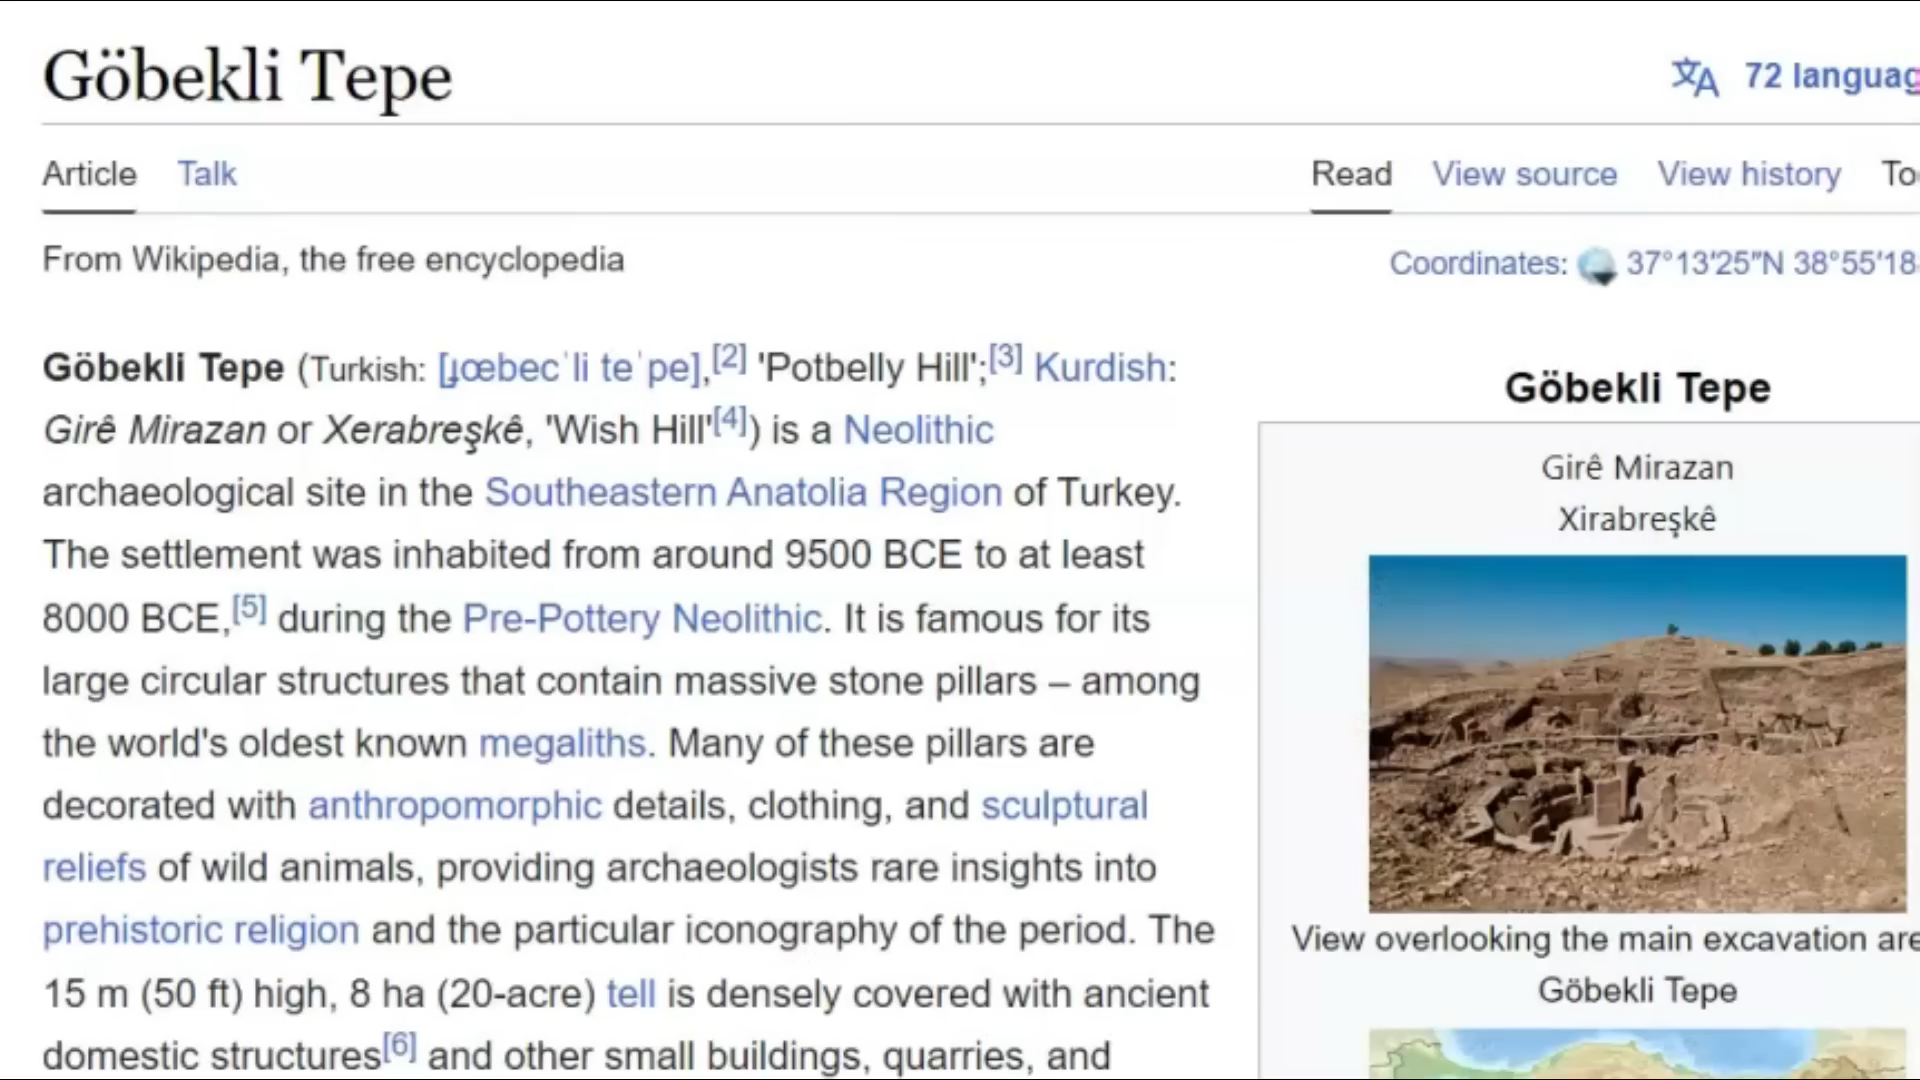 Göbekli Tepe
72 languag
Article Talk
Read View source View history To
From Wikipedia, the free encyclopedia
Coordinates: 37°13′25″N 38°55′18
Göbekli Tepe (Turkish: [ɟœbecˈli teˈpe],[2] 'Potbelly Hill';[3] Kurdish:
Girê Mirazan or Xerabreşkê, 'Wish Hill'[4]) is a Neolithic
archaeological site in the Southeastern Anatolia Region of Turkey.
The settlement was inhabited from around 9500 BCE to at least
8000 BCE,[5] during the Pre-Pottery Neolithic. It is famous for its
large circular structures that contain massive stone pillars – among
the world's oldest known megaliths. Many of these pillars are
decorated with anthropomorphic details, clothing, and sculptural
reliefs of wild animals, providing archaeologists rare insights into
prehistoric religion and the particular iconography of the period. The
15 m (50 ft) high, 8 ha (20-acre) tell is densely covered with ancient
domestic structures[6] and other small buildings, quarries, and
Göbekli Tepe
Girê Mirazan
Xirabreşkê
View overlooking the main excavation are
Göbekli Tepe